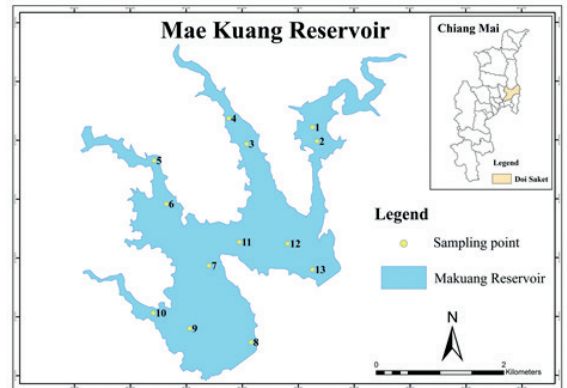 Mae Kuang Reservoir
Chiang Mai
Legend
Doi Saket
4
3
1
2
5
6
11
12
7
13
10
9
8
Legend
Sampling point
Makuang Reservoir
N
0
2
Kilometers